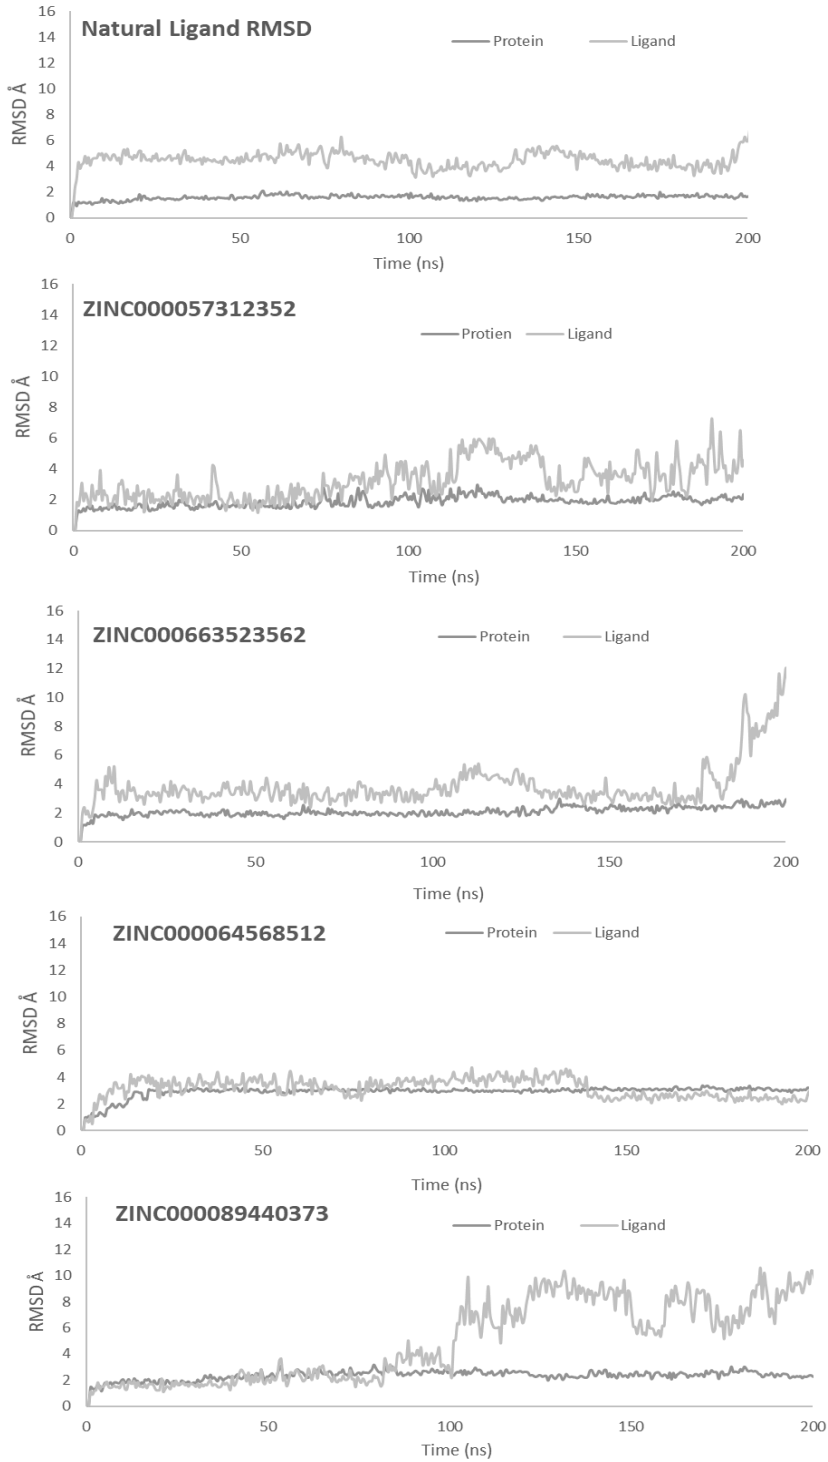 Natural Ligand RMSD
Protein Ligand
RMSD Å
16
14
12
10
8
6
4
2
0
0 50 100 150 200
Time (ns)
ZINC000057312352
Protien Ligand
RMSD Å
16
14
12
10
8
6
4
2
0
0 50 100 150 200
Time (ns)
ZINC000663523562
Protein Ligand
RMSD Å
16
14
12
10
8
6
4
2
0
0 50 100 150 200
Time (ns)
ZINC000064568512
Protein Ligand
RMSD Å
16
14
12
10
8
6
4
2
0
0 50 100 150 200
Time (ns)
ZINC000089440373
Protein Ligand
RMSD Å
16
14
12
10
8
6
4
2
0
0 50 100 150 200
Time (ns)